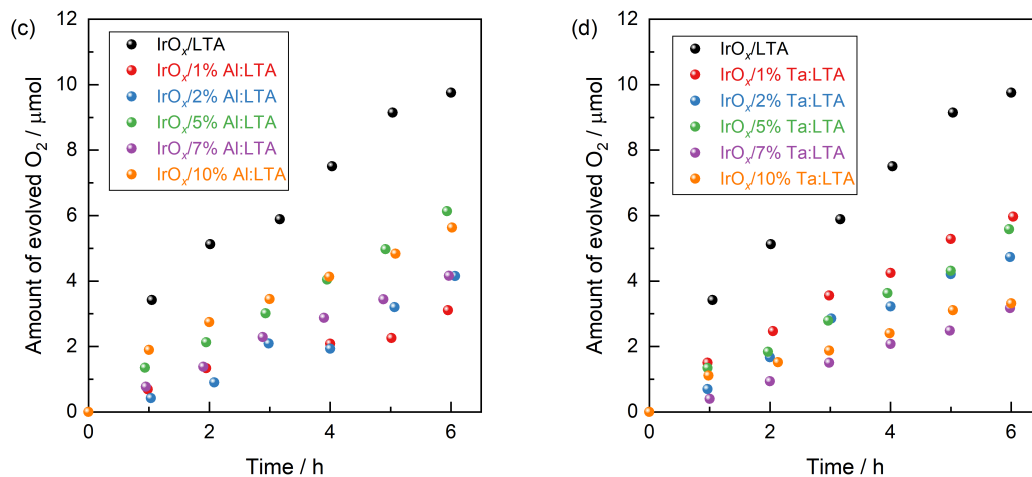 (c)
Amount of evolved O₂ / μmol
12
10
8
6
4
2
0
IrOₓ/LTA
IrOₓ/1% Al:LTA
IrOₓ/2% Al:LTA
IrOₓ/5% Al:LTA
IrOₓ/7% Al:LTA
IrOₓ/10% Al:LTA
0 2 4 6
Time / h
(d)
Amount of evolved O₂ / μmol
12
10
8
6
4
2
0
IrOₓ/LTA
IrOₓ/1% Ta:LTA
IrOₓ/2% Ta:LTA
IrOₓ/5% Ta:LTA
IrOₓ/7% Ta:LTA
IrOₓ/10% Ta:LTA
0 2 4 6
Time / h